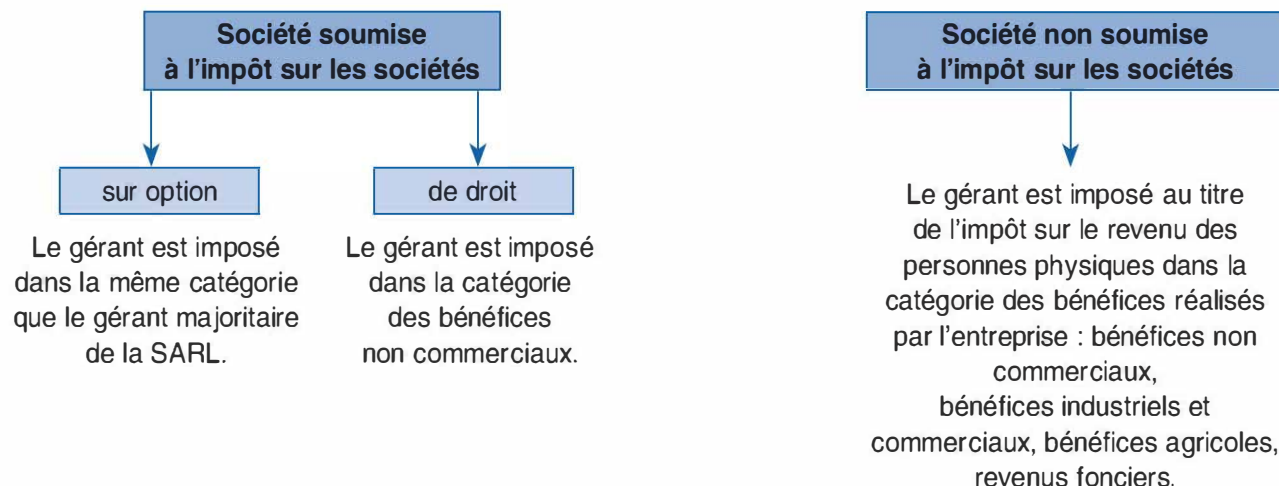 Société soumise
à l'impôt sur les sociétés
sur option
Le gérant est imposé
dans la même catégorie
que le gérant majoritaire
de la SARL.
de droit
Le gérant est imposé
dans la catégorie
des bénéfices
non commerciaux.
Société non soumise
à l'impôt sur les sociétés
Le gérant est imposé au titre
de l'impôt sur le revenu des
personnes physiques dans la
catégorie des bénéfices réalisés
par l'entreprise : bénéfices non
commerciaux,
bénéfices industriels et
commerciaux, bénéfices agricoles,
revenus fonciers.